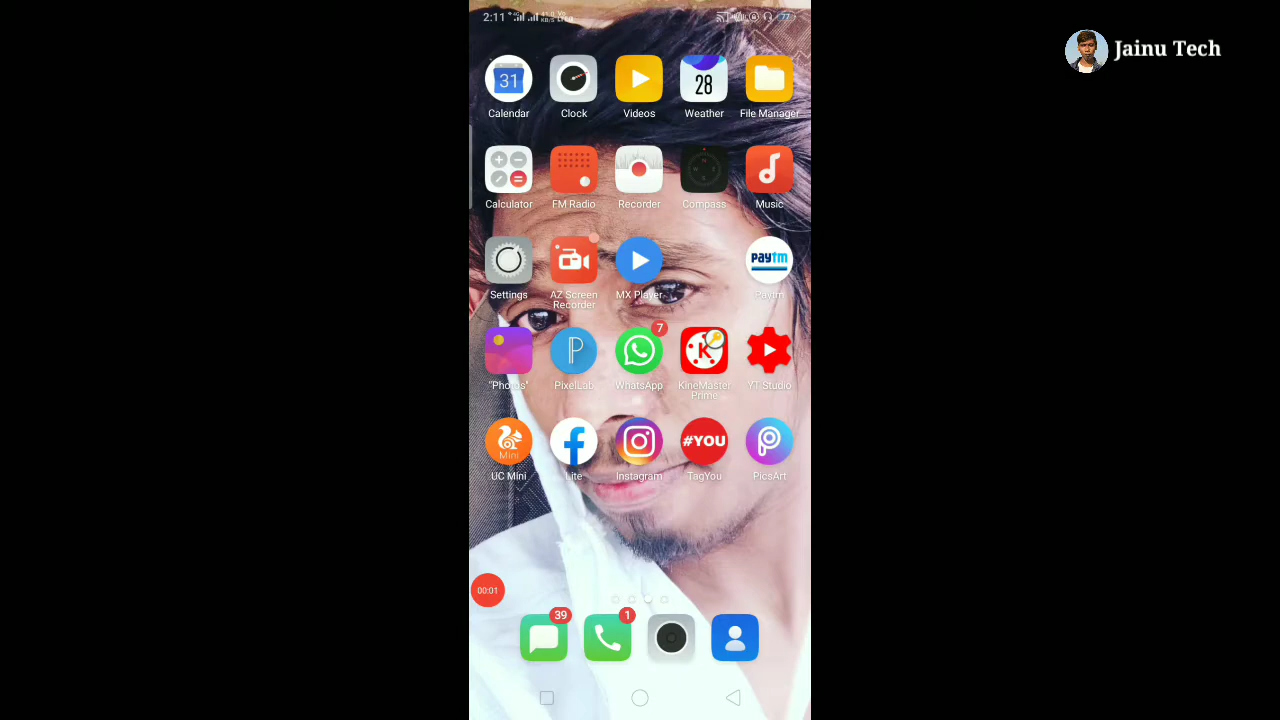 2:11
77
Jainu Tech
31
28
Calendar
Clock
Videos
Weather
File Manager
Calculator
FM Radio
Recorder
Compass
Music
paytm
Settings
AZ Screen
Recorder
MX Player
Paytm
7
P
K
"Photos"
PixelLab
WhatsApp
KineMaster
Prime
YT Studio
Mini
#YOU
UC Mini
Lite
Instagram
TagYou
PicsArt
00:01
39
1